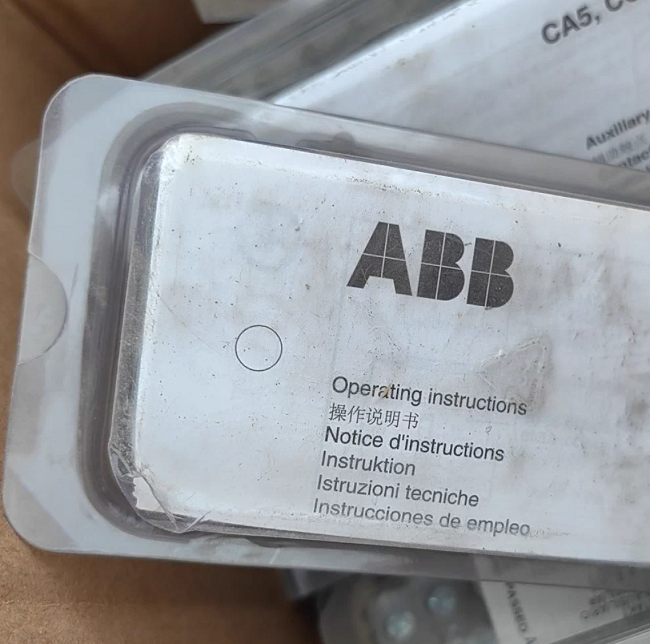 CA5,
Auxiliary
ABB
Operating instructions
操作说明书
Notice d'instructions
Instruktion
Istruzioni tecniche
Instrucciones de empleo